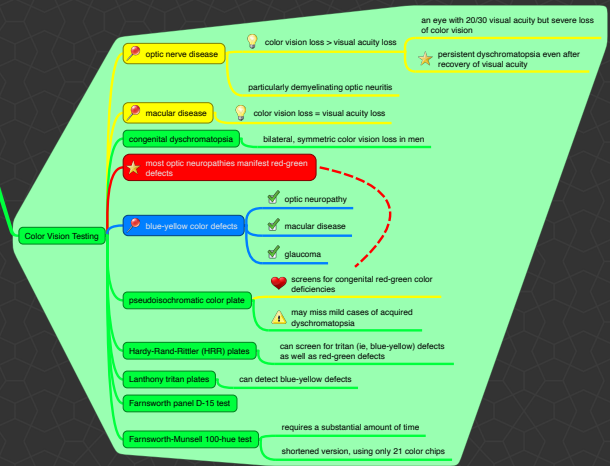 Color Vision Testing
optic nerve disease
color vision loss > visual acuity loss
an eye with 20/30 visual acuity but severe loss
of color vision
persistent dyschromatopsia even after
recovery of visual acuity
particularly demyelinating optic neuritis
macular disease
color vision loss = visual acuity loss
congenital dyschromatopsia
bilateral, symmetric color vision loss in men
most optic neuropathies manifest red-green
defects
blue-yellow color defects
optic neuropathy
macular disease
glaucoma
pseudoisochromatic color plate
screens for congenital red-green color
deficiencies
may miss mild cases of acquired
dyschromatopsia
Hardy-Rand-Rittler (HRR) plates
can screen for tritan (ie, blue-yellow) defects
as well as red-green defects
Lanthony tritan plates
can detect blue-yellow defects
Farnsworth panel D-15 test
Farnsworth-Munsell 100-hue test
requires a substantial amount of time
shortened version, using only 21 color chips